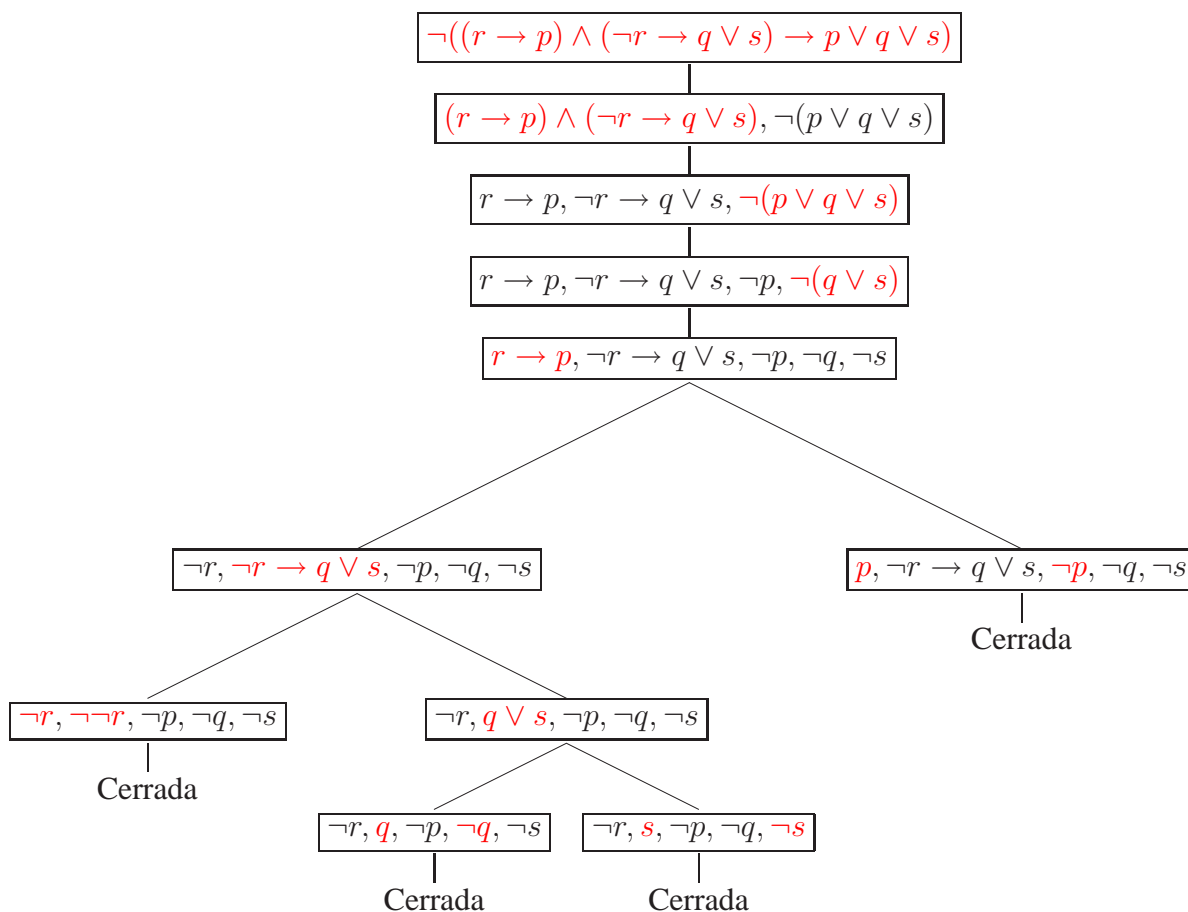 ¬((r → p) ∧ (¬r → q ∨ s) → p ∨ q ∨ s)
(r → p) ∧ (¬r → q ∨ s), ¬(p ∨ q ∨ s)
r → p, ¬r → q ∨ s, ¬(p ∨ q ∨ s)
r → p, ¬r → q ∨ s, ¬p, ¬(q ∨ s)
r → p, ¬r → q ∨ s, ¬p, ¬q, ¬s
¬r, ¬r → q ∨ s, ¬p, ¬q, ¬s
p, ¬r → q ∨ s, ¬p, ¬q, ¬s
Cerrada
¬r, ¬¬r, ¬p, ¬q, ¬s
¬r, q ∨ s, ¬p, ¬q, ¬s
Cerrada
¬r, q, ¬p, ¬q, ¬s
¬r, s, ¬p, ¬q, ¬s
Cerrada
Cerrada